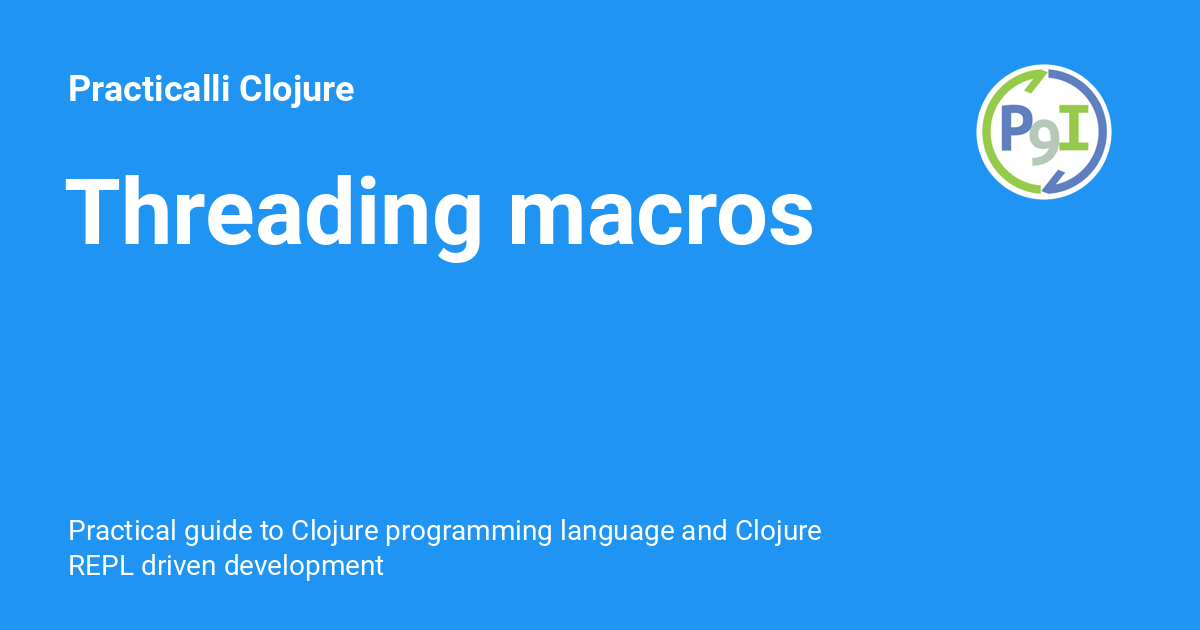 Practicalli Clojure
P9I
Threading macros
Practical guide to Clojure programming language and Clojure
REPL driven development